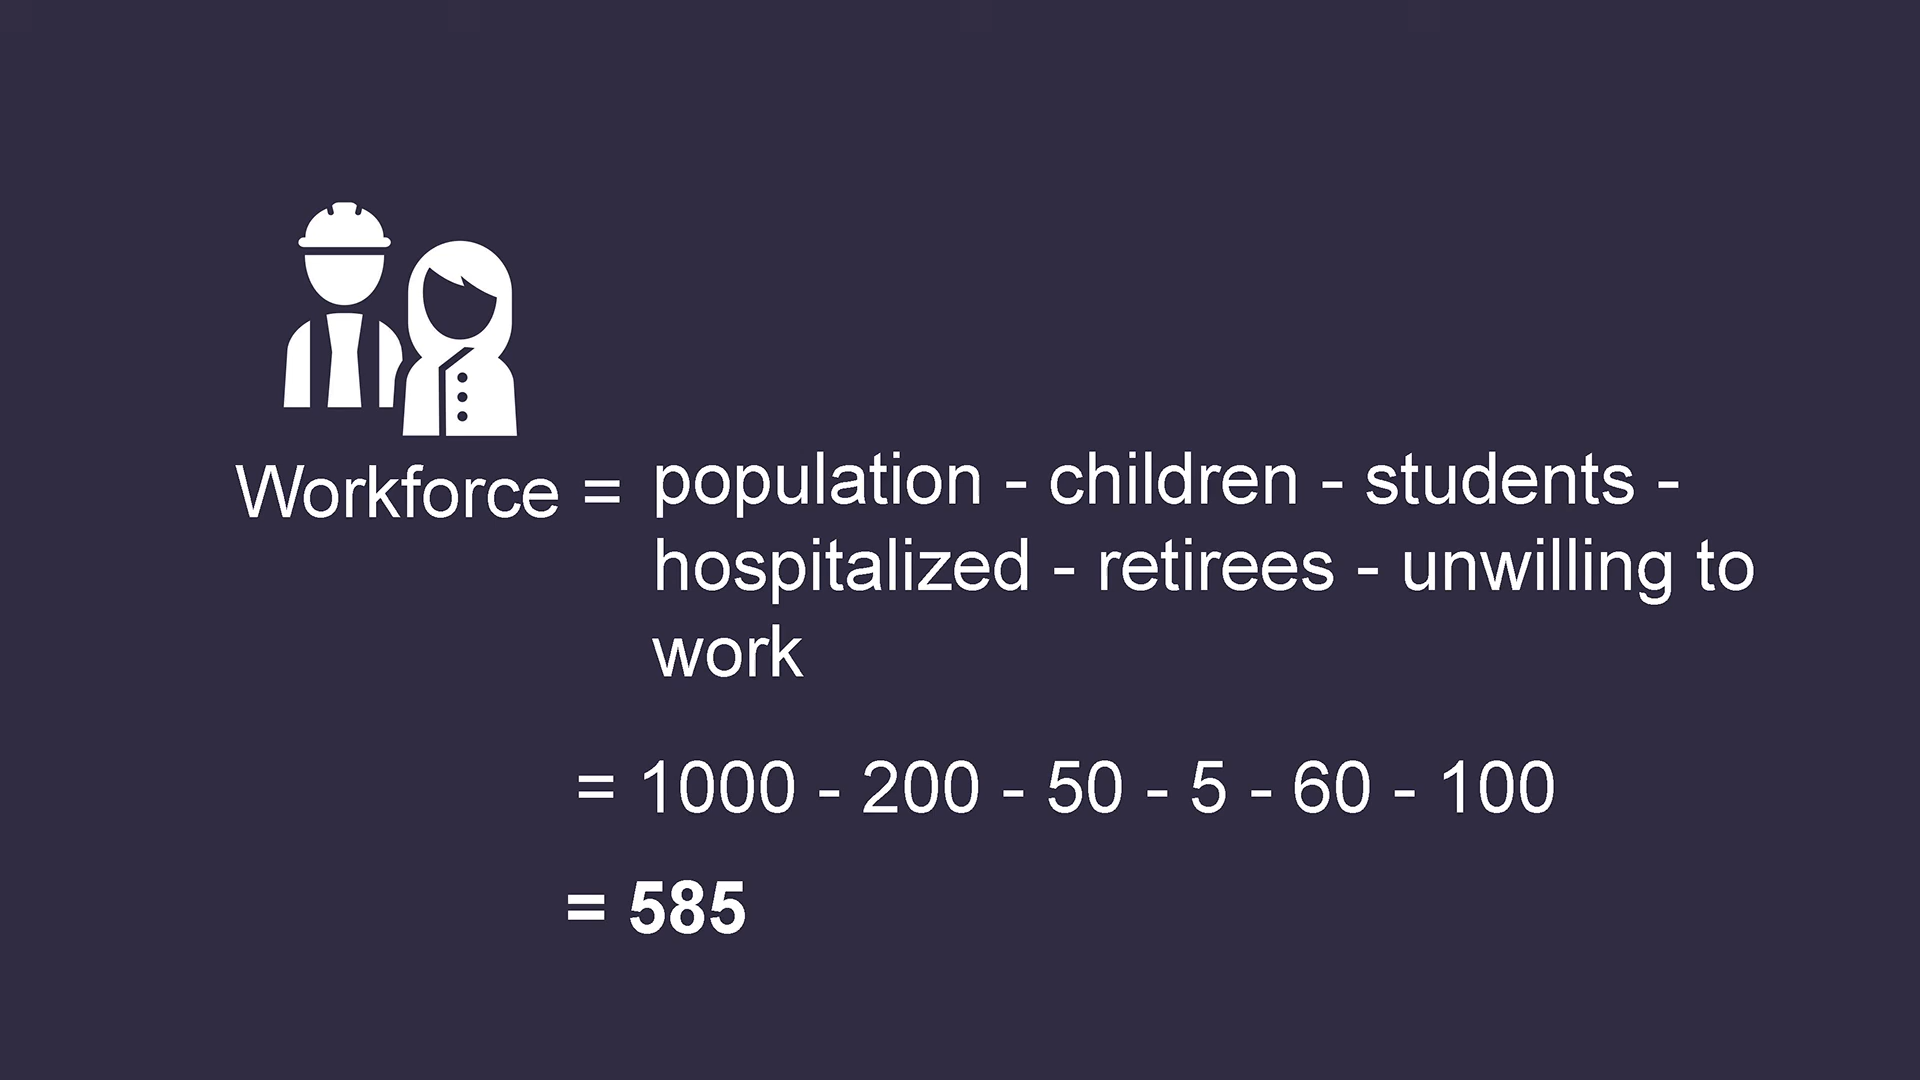 Workforce = population - children - students -
hospitalized - retirees - unwilling to
work
= 1000 - 200 - 50 - 5 - 60 - 100
= 585